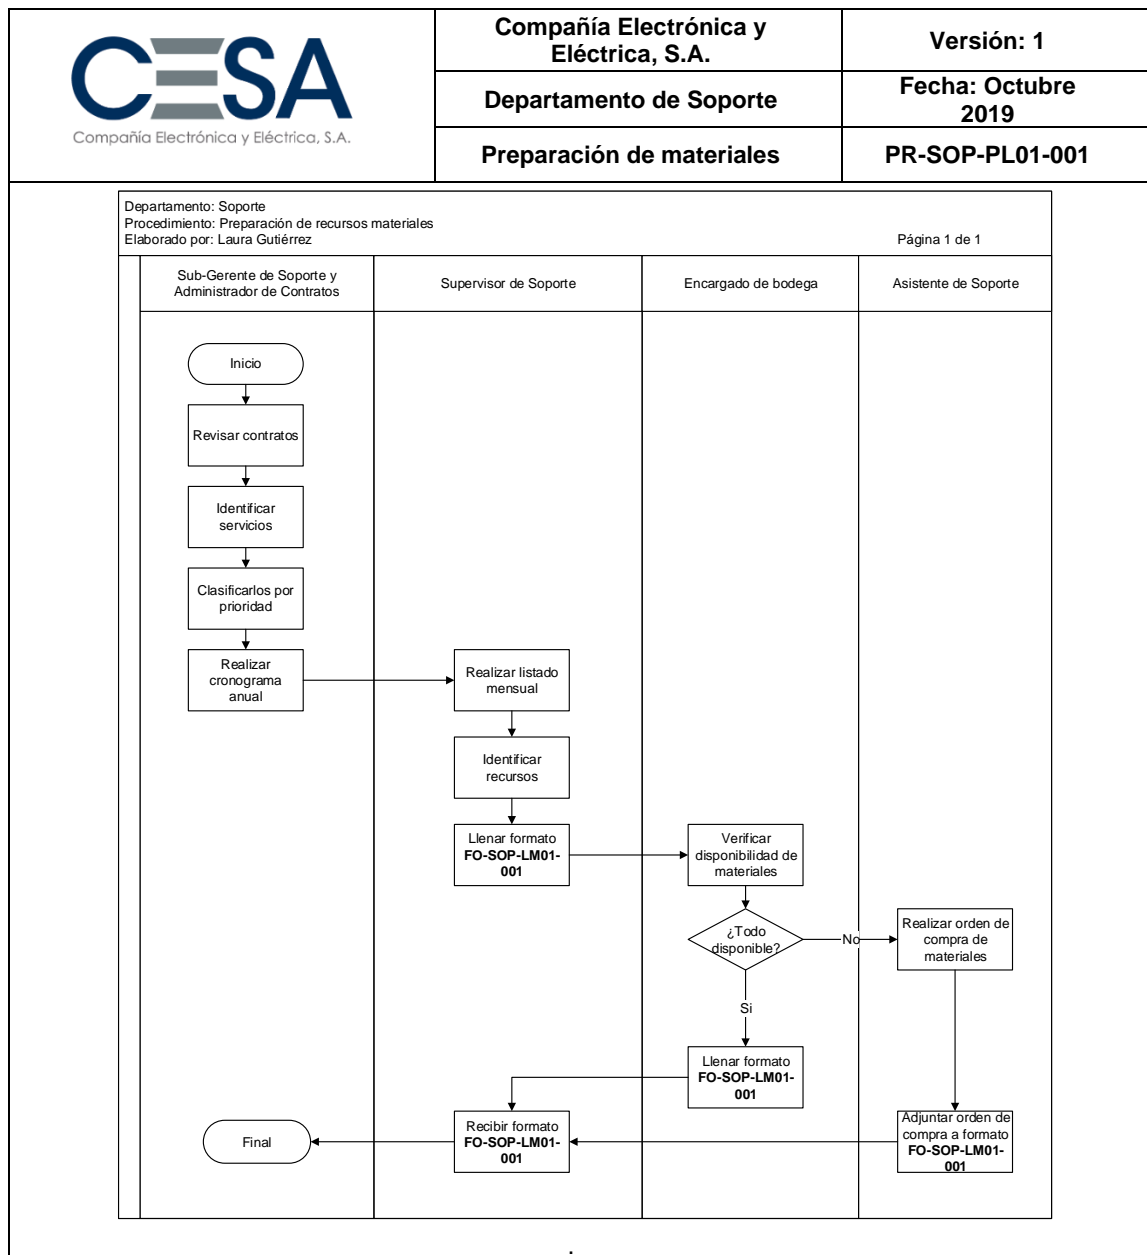 CESA
Compañía Electrónica y Eléctrica, S.A.
Compañía Electrónica y
Eléctrica, S.A.
Versión: 1
Departamento de Soporte
Fecha: Octubre
2019
Preparación de materiales
PR-SOP-PL01-001
Departamento: Soporte
Procedimiento: Preparación de recursos materiales
Elaborado por: Laura Gutiérrez
Página 1 de 1
Sub-Gerente de Soporte y
Administrador de Contratos
Supervisor de Soporte
Encargado de bodega
Asistente de Soporte
Inicio
Revisar contratos
Identificar
servicios
Clasificarlos por
prioridad
Realizar
cronograma
anual
Realizar listado
mensual
Identificar
recursos
Llenar formato
FO-SOP-LM01-
001
Verificar
disponibilidad de
materiales
¿Todo
disponible?
No
Realizar orden de
compra de
materiales
Si
Llenar formato
FO-SOP-LM01-
001
Adjuntar orden de
compra a formato
FO-SOP-LM01-
001
Recibir formato
FO-SOP-LM01-
001
Final
.